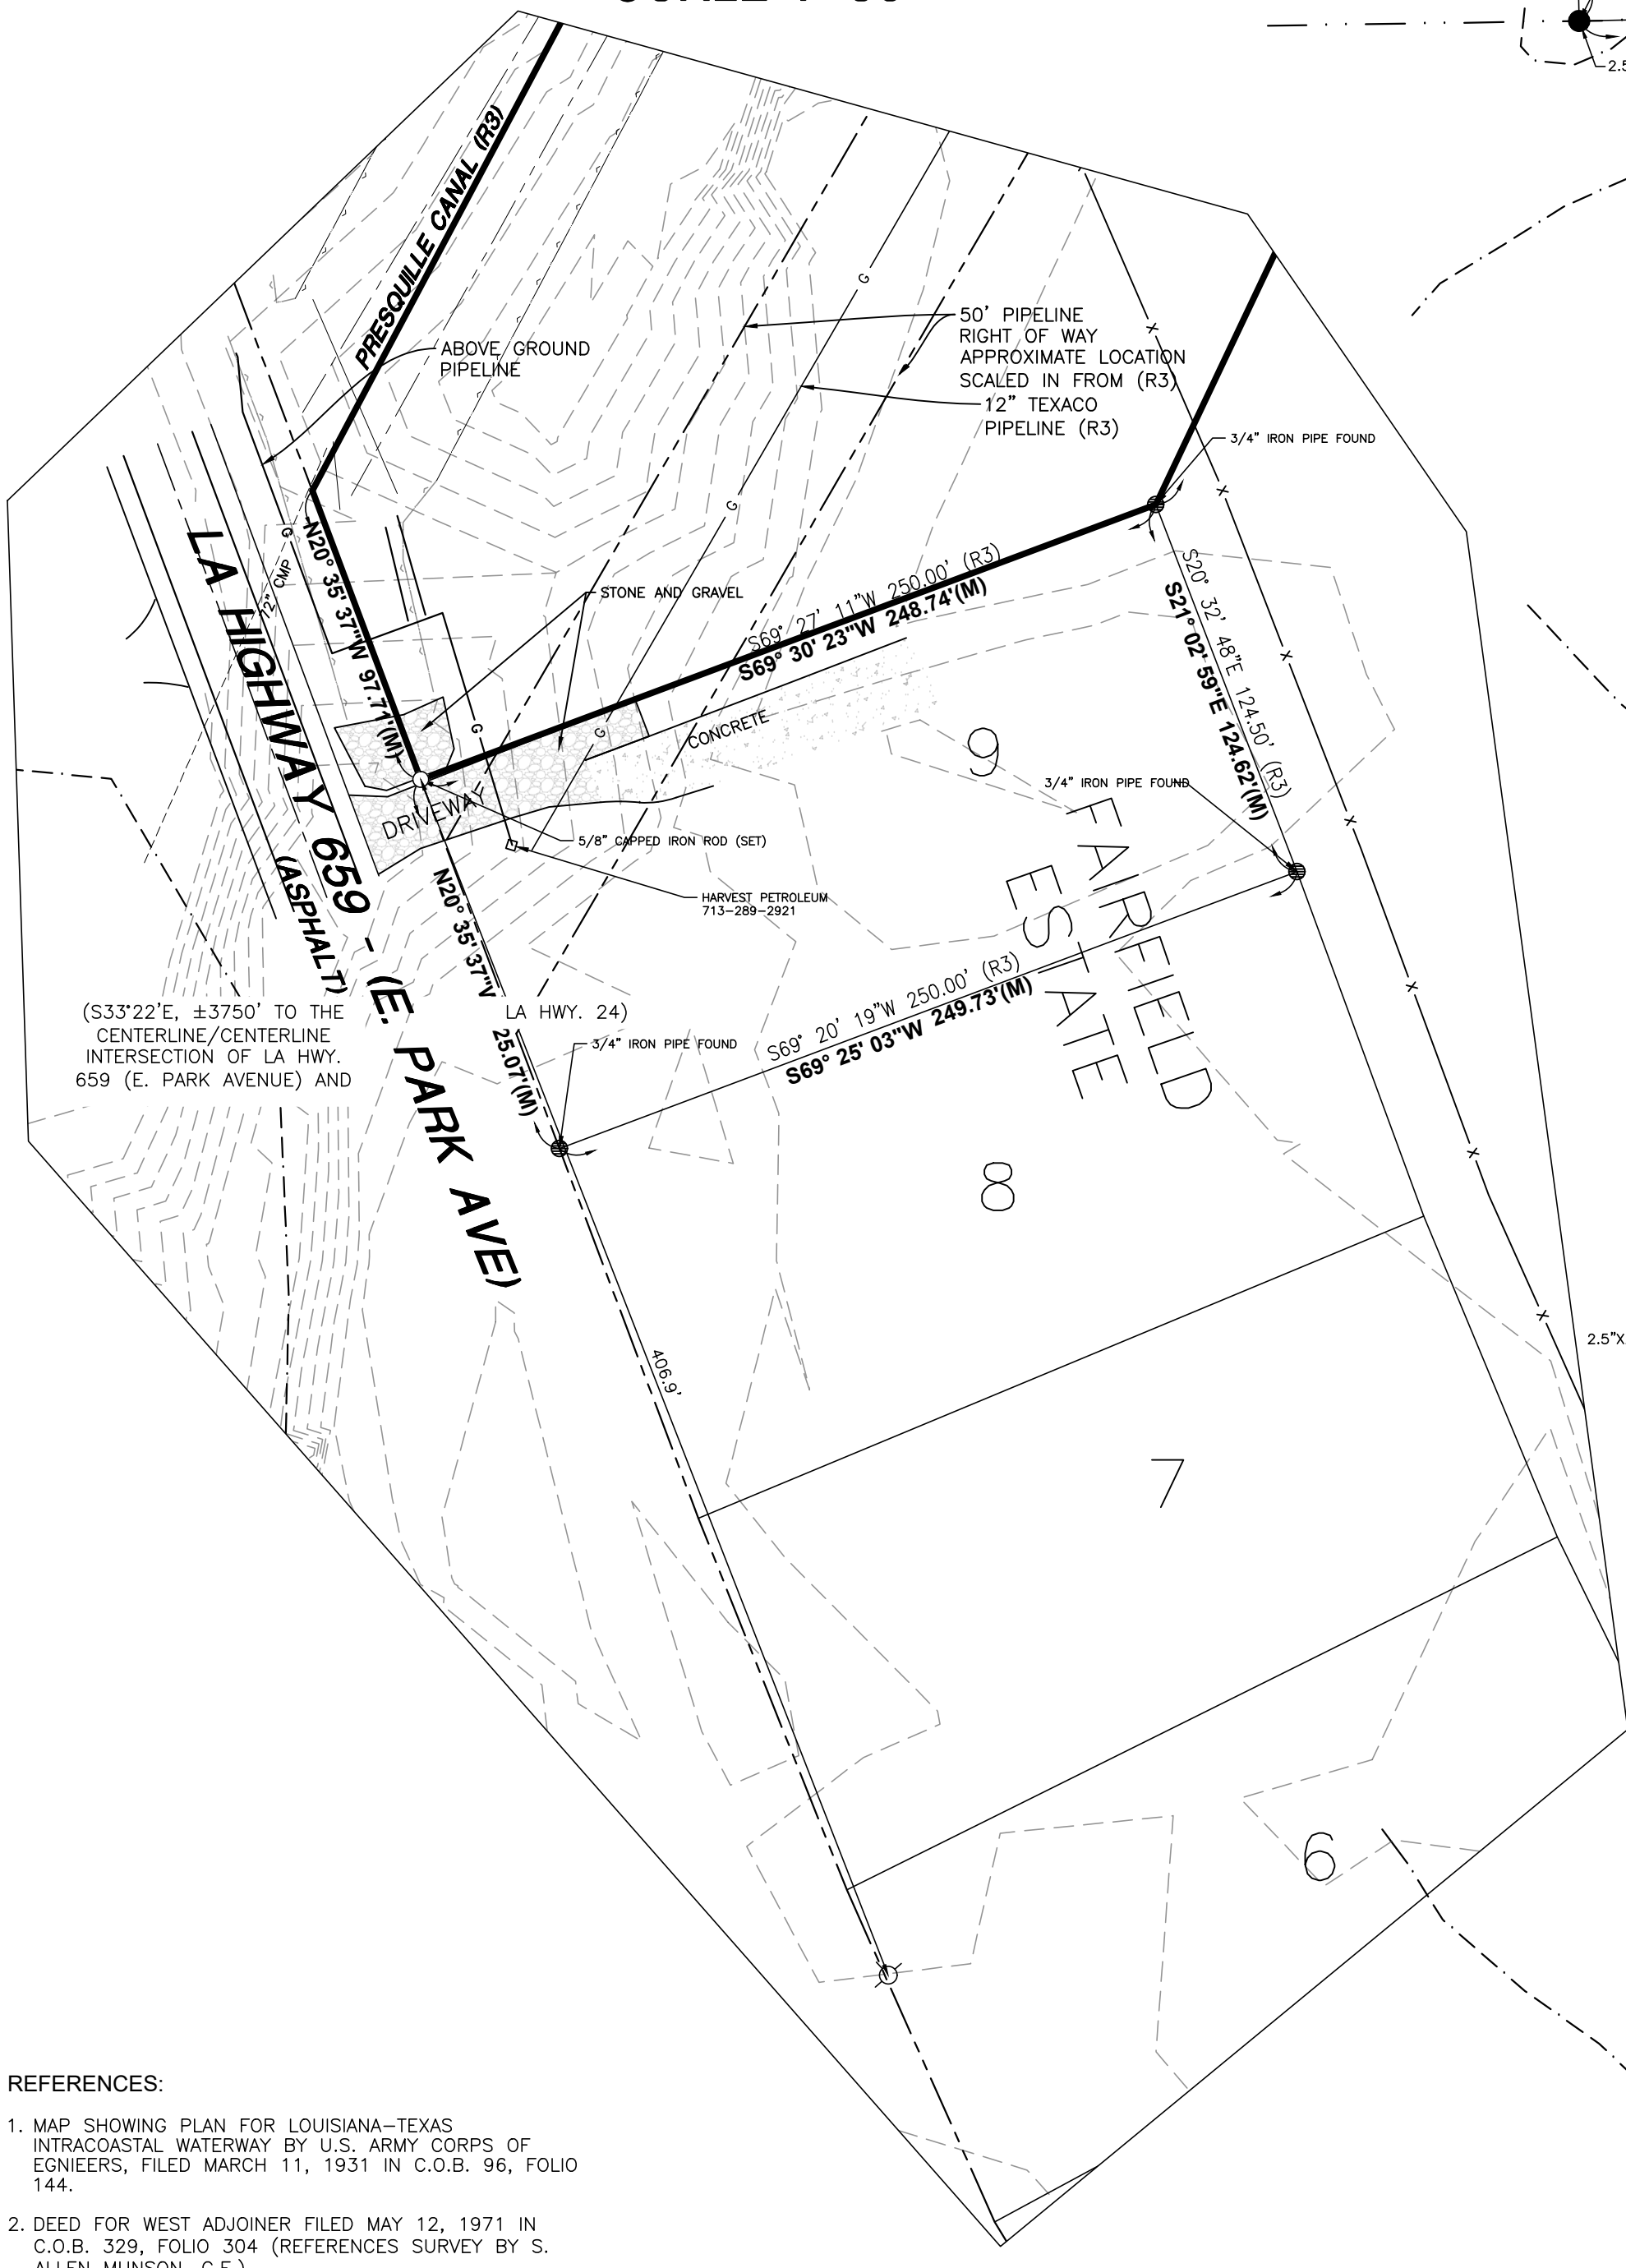 PRESQUILLE CANAL (R3)
ABOVE GROUND
PIPELINE
50' PIPELINE
RIGHT OF WAY
APPROXIMATE LOCATION
SCALED IN FROM (R3)
12" TEXACO
PIPELINE (R3)
3/4" IRON PIPE FOUND
G
X
X
G
G
72" CMP
N20° 35' 37"W 97.71'(M)
STONE AND GRAVEL
S69° 27' 11"W 250.00' (R3)
S69° 30' 23"W 248.74'(M)
S20° 32' 48"E 124.50' (R3)
S21° 02' 59"E 124.62'(M)
X
G
G
CONCRETE
9
3/4" IRON PIPE FOUND
X
DRIVEWAY
5/8" CAPPED IRON ROD (SET)
HARVEST PETROLEUM
713-289-2921
LA HIGHWAY 659 - (E. PARK AVE)
(ASPHALT)
FAIRFIELD
ESTATE
N20° 35' 37"
25.07'(M)
(S33°22'E, ±3750' TO THE
CENTERLINE/CENTERLINE
INTERSECTION OF LA HWY.
659 (E. PARK AVENUE) AND
LA HWY. 24)
3/4" IRON PIPE FOUND
S69° 20' 19"W 250.00' (R3)
S69° 25' 03"W 249.73'(M)
X
X
8
X
2.5"X
406.9'
7
6
REFERENCES:
1. MAP SHOWING PLAN FOR LOUISIANA-TEXAS
INTRACOASTAL WATERWAY BY U.S. ARMY CORPS OF
EGNIEERS, FILED MARCH 11, 1931 IN C.O.B. 96, FOLIO
144.
2. DEED FOR WEST ADJOINER FILED MAY 12, 1971 IN
C.O.B. 329, FOLIO 304 (REFERENCES SURVEY BY S.
ALLEN MUNSON, C.E.)